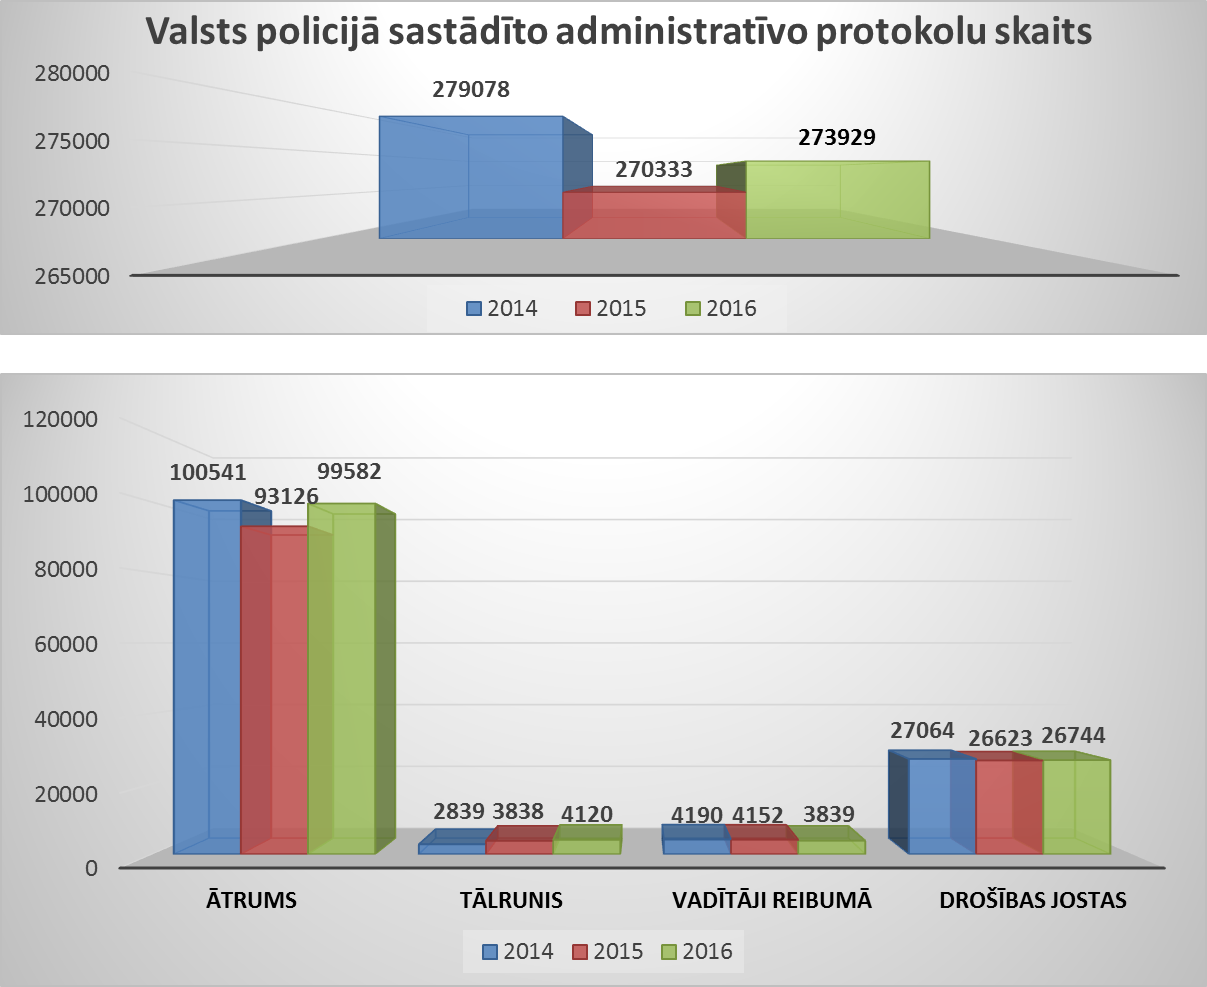 Valsts policijā sastādīto administratīvo protokolu skaits
280000
275000
270000
265000
279078
270333
273929
2014 2015 2016
120000
100000
80000
60000
40000
20000
0
100541
93126
99582
2839 3838 4120
4190 4152 3839
27064 26623 26744
ĀTRUMS TĀLRUNIS VADĪTĀJI REIBUMĀ DROŠĪBAS JOSTAS
2014 2015 2016